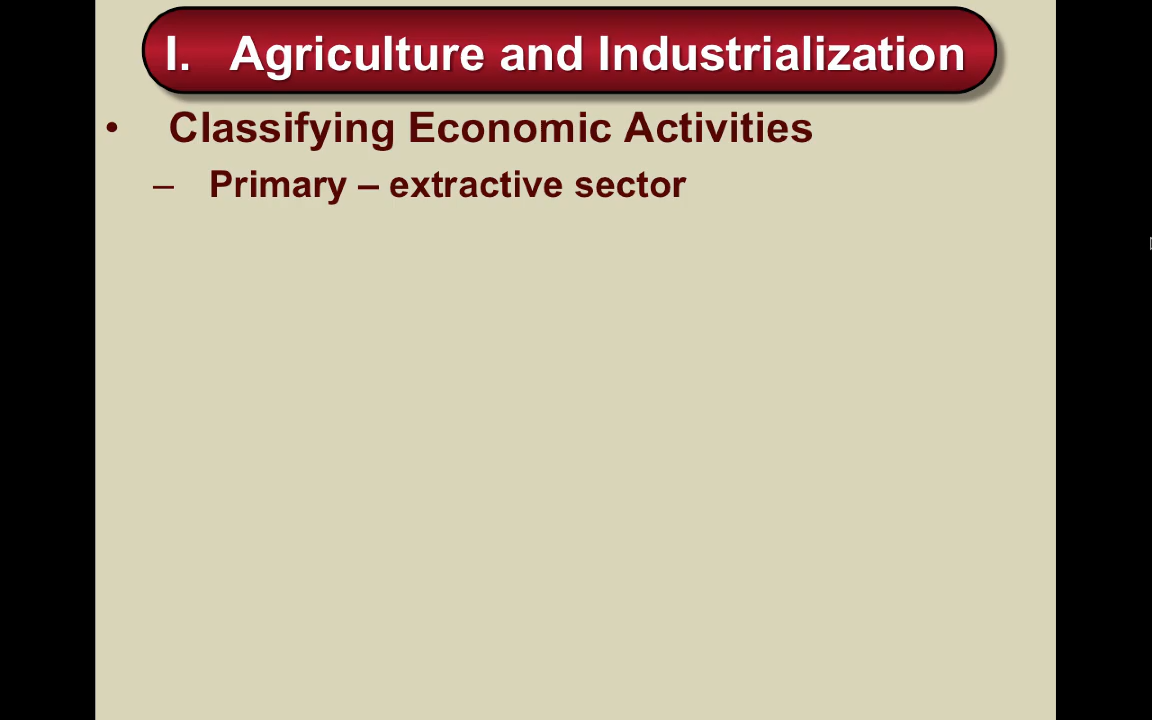 I. Agriculture and Industrialization
• Classifying Economic Activities
– Primary – extractive sector